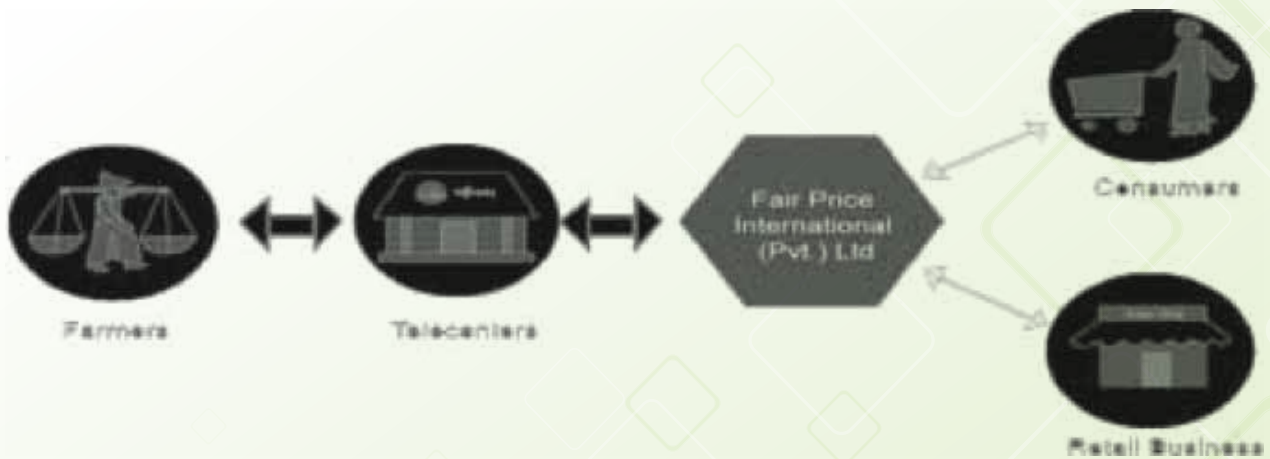 Farmers
Telecenters
Fair Price
International
(Pvt.) Ltd
Consumers
Retail Business